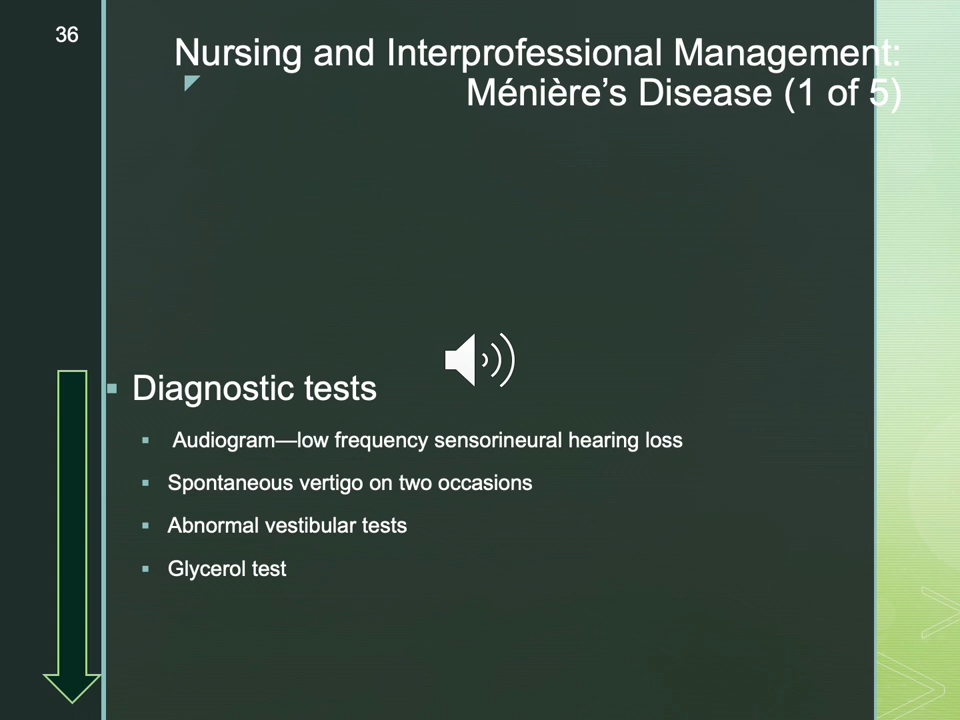 36
Nursing and Interprofessional Management:
Ménière’s Disease (1 of 5)
Diagnostic tests
Audiogram—low frequency sensorineural hearing loss
Spontaneous vertigo on two occasions
Abnormal vestibular tests
Glycerol test